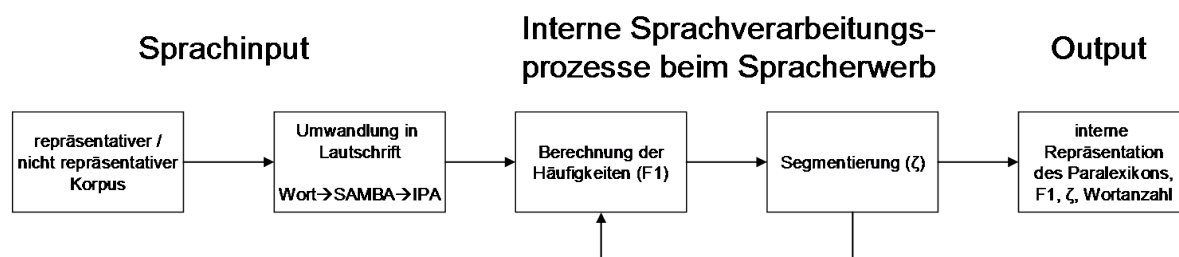 Sprachinput
Interne Sprachverarbeitungs-
prozesse beim Spracherwerb
Output
repräsentativer /
nicht repräsentativer
Korpus
Umwandlung in
Lautschrift
Wort→SAMBA→IPA
Berechnung der
Häufigkeiten (F1)
Segmentierung (ζ)
interne
Repräsentation
des Paralexikons,
F1, ζ, Wortanzahl